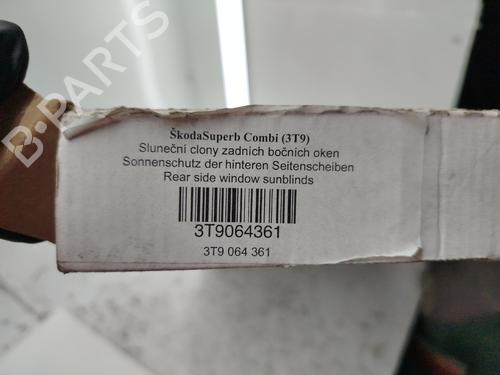 B-PARTS
ŠkodaSuperb Combi (3T9)
Sluneční clony zadních bočních oken
Sonnenschutz der hinteren Seitenscheiben
Rear side window sunblinds
3T9064361
3T9 064 361